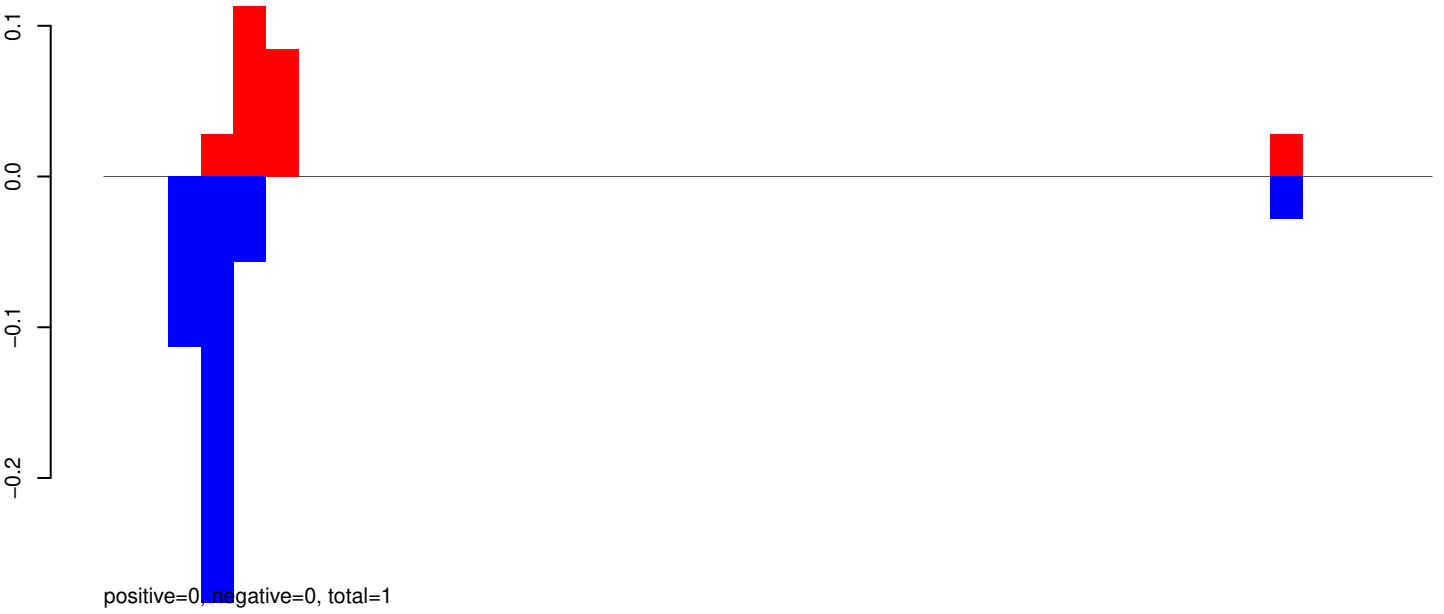 0.1
0.0
−0.1
−0.2
positive=0, negative=0, total=1